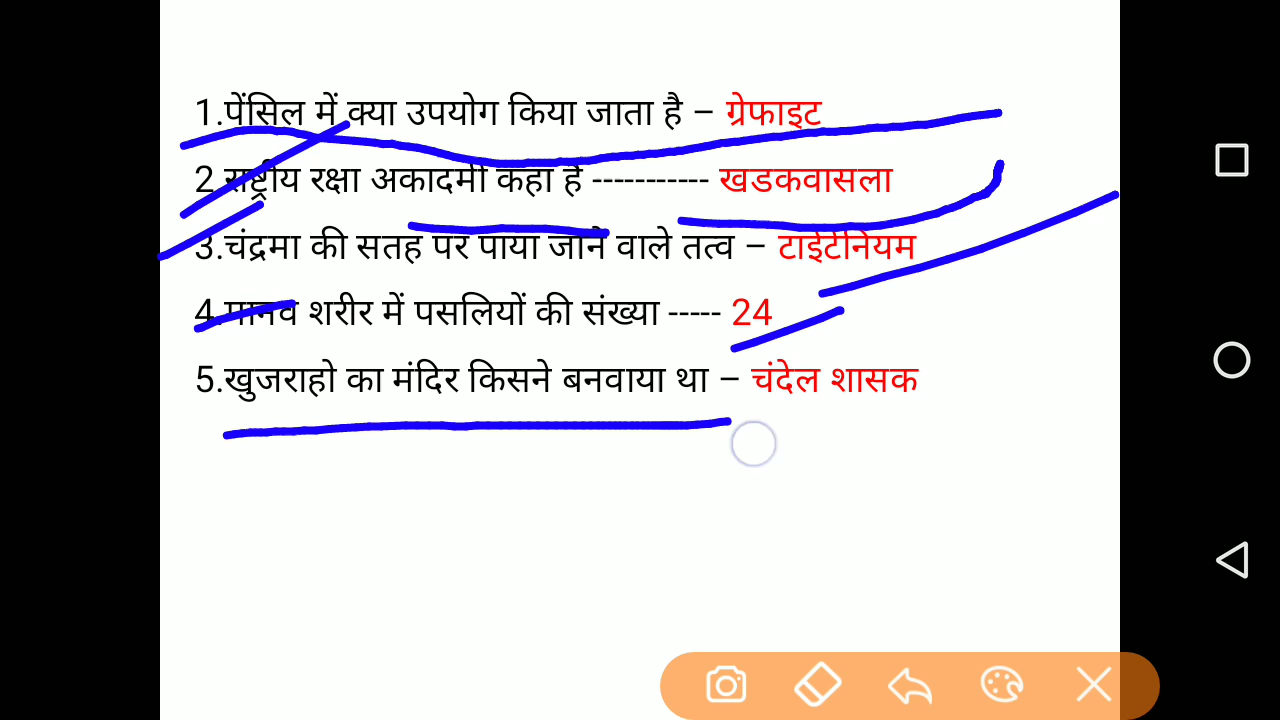 1.पेंसिल में क्या उपयोग किया जाता है – ग्रेफाइट
2.राष्ट्रीय रक्षा अकादमी कहा है ----------- खडकवासला
3.चंद्रमा की सतह पर पाया जाने वाले तत्व – टाईटेनियम
4.मानव शरीर में पसलियों की संख्या ----- 24
5.खुजराहो का मंदिर किसने बनवाया था – चंदेल शासक